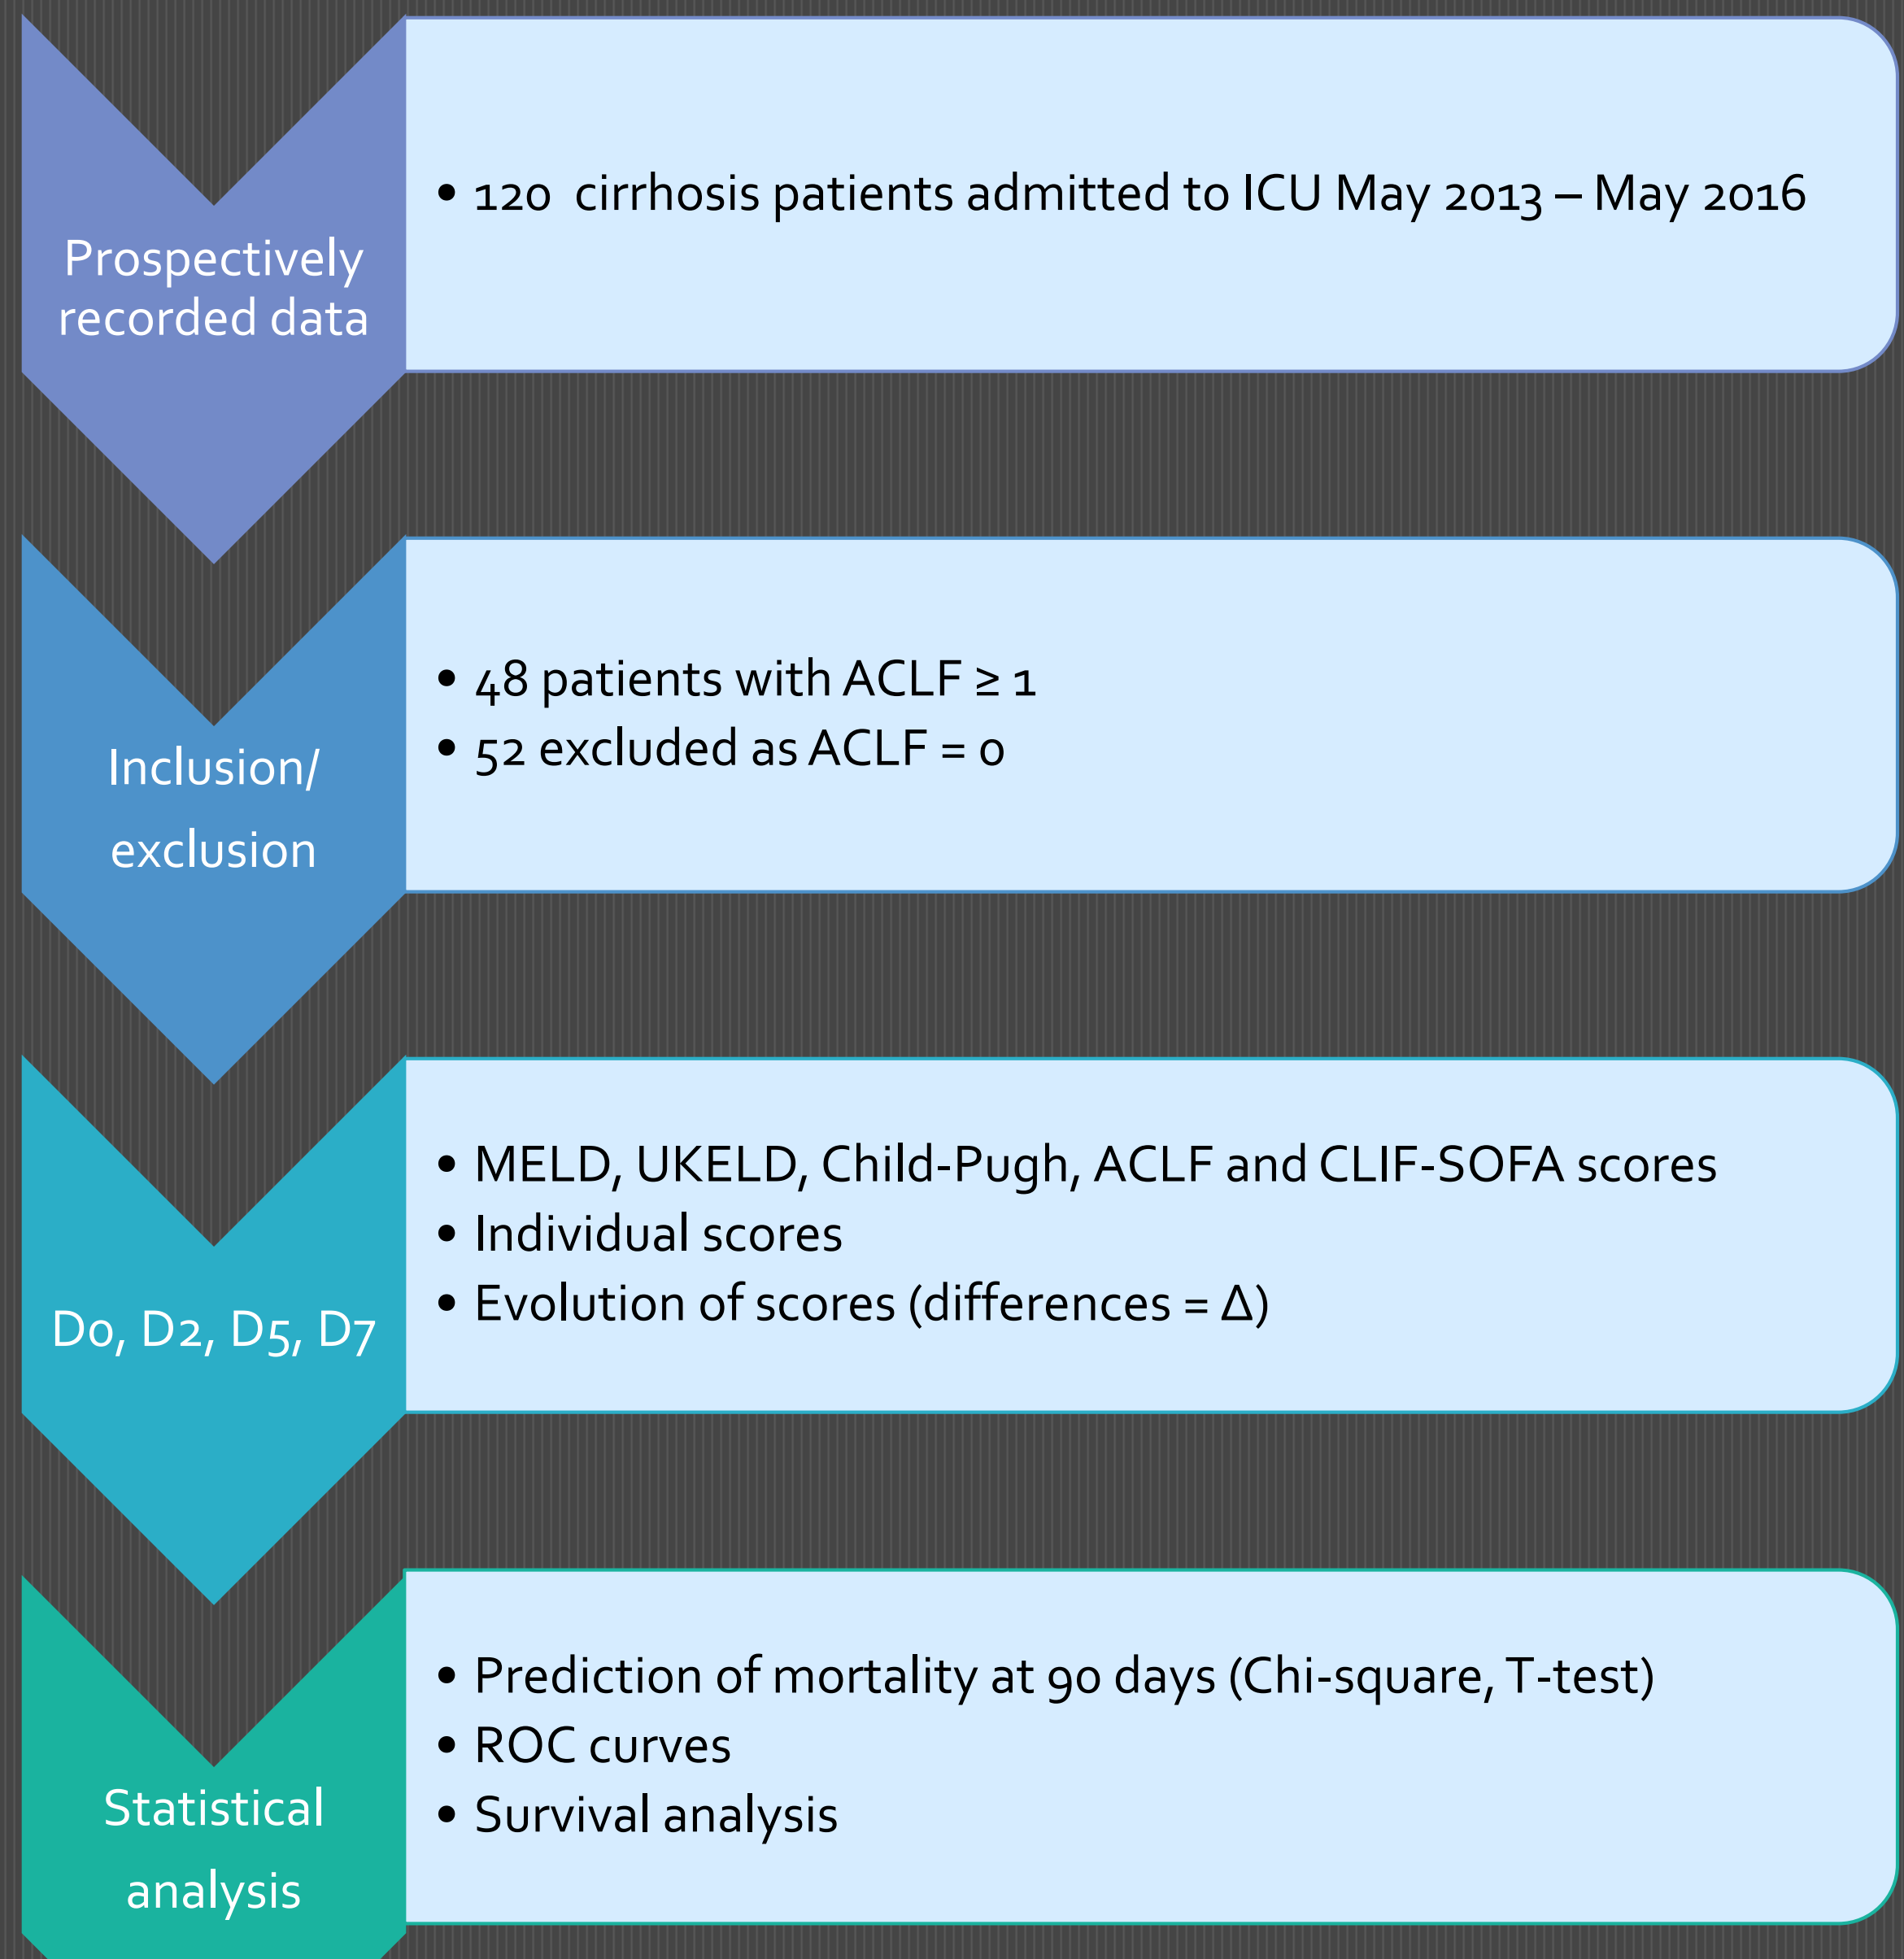 Prospectively
recorded data
• 120  cirrhosis patients admitted to ICU May 2013 – May 2016
Inclusion/
exclusion
• 48 patients with ACLF ≥ 1
• 52 excluded as ACLF = 0
D0, D2, D5, D7
• MELD, UKELD, Child-Pugh, ACLF and CLIF-SOFA scores
• Individual scores
• Evolution of scores (differences = Δ)
Statistical
analysis
• Prediction of mortality at 90 days (Chi-square, T-test)
• ROC curves
• Survival analysis